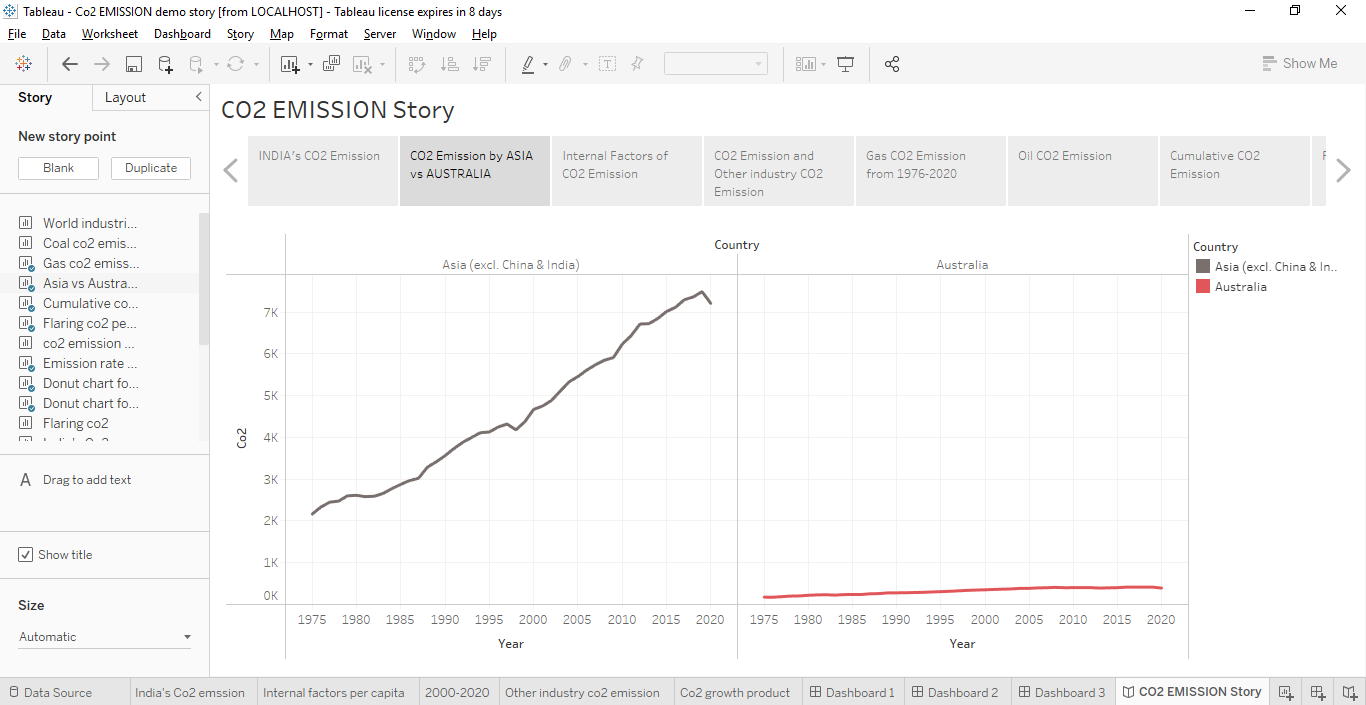 Tableau - Co2 EMISSION demo story [from LOCALHOST] - Tableau license expires in 8 days
File Data Worksheet Dashboard Story Map Format Server Window Help
Show Me
Story Layout
New story point
Blank Duplicate
World industri...
Coal co2 emis...
Gas co2 emiss...
Asia vs Austra...
Cumulative co...
Flaring co2 pe...
co2 emission ...
Emission rate ...
Donut chart fo...
Donut chart fo...
Flaring co2
A Drag to add text
Show title
Size
Automatic
CO2 EMISSION Story
INDIA's CO2 Emission
CO2 Emission by ASIA
vs AUSTRALIA
Internal Factors of
CO2 Emission
CO2 Emission and
Other industry CO2
Emission
Gas CO2 Emission
from 1976-2020
Oil CO2 Emission
Cumulative CO2
Emission
Country
Asia (excl. China & India) Australia
7K
6K
5K
4K
3K
2K
1K
0K
Co2
1975 1980 1985 1990 1995 2000 2005 2010 2015 2020 1975 1980 1985 1990 1995 2000 2005 2010 2015 2020
Year Year
Country
Asia (excl. China & In..
Australia
Data Source India's Co2 emssion Internal factors per capita 2000-2020 Other industry co2 emission Co2 growth product Dashboard 1 Dashboard 2 Dashboard 3 CO2 EMISSION Story